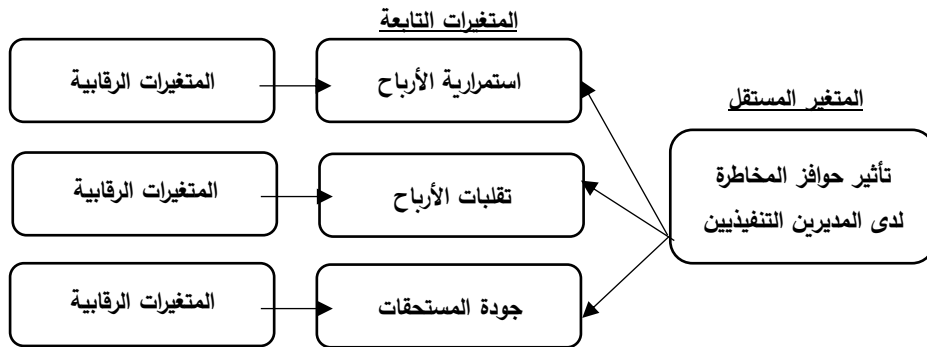 المتغيرات التابعة
المتغير المستقل
تأثير حوافز المخاطرة
لدى المديرين التنفيذيين
استمرارية الأرباح
المتغيرات الرقابية
تقلبات الأرباح
المتغيرات الرقابية
جودة المستحقات
المتغيرات الرقابية